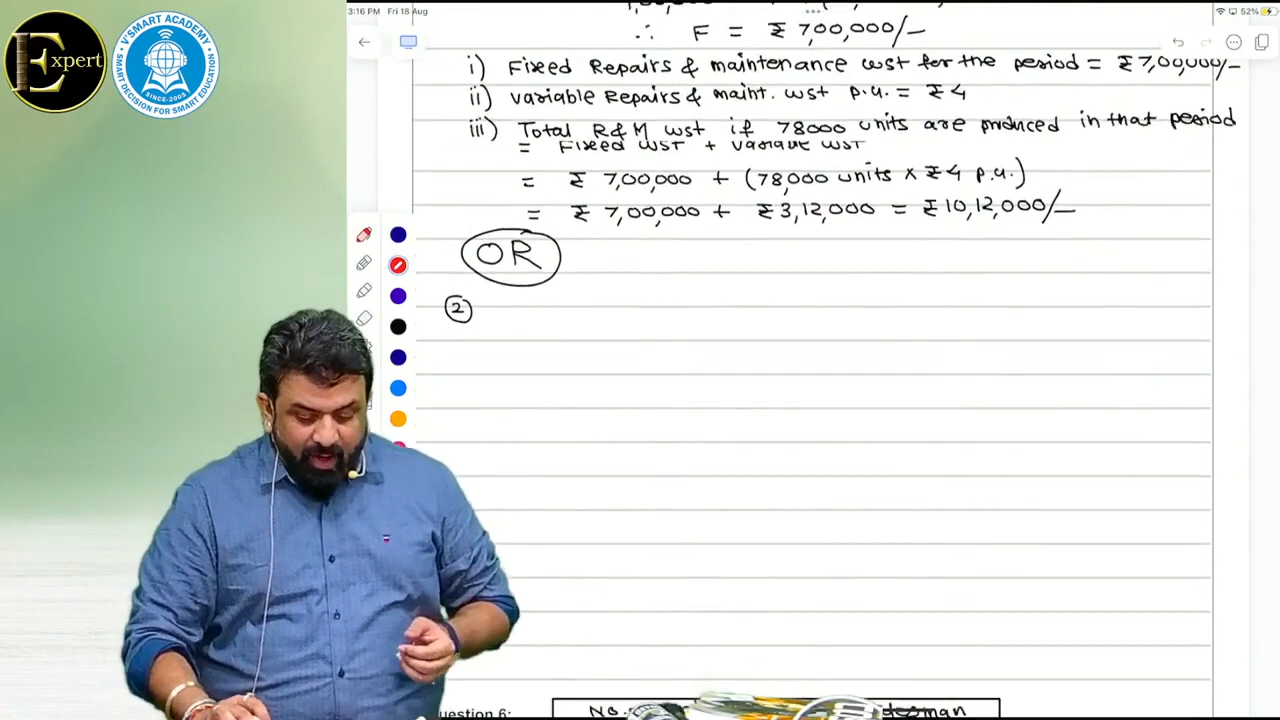 3:16 PM Fri 18 Aug
52%
∴ F = ₹ 7,00,000/-
i) Fixed Repairs & maintenance cost for the period = ₹ 7,00,000/-
ii) variable Repairs & maint. cost p.u. = ₹ 4
iii) Total R&M cost if 78000 units are produced in that period
= Fixed cost + Variable cost
= ₹ 7,00,000 + (78,000 units × ₹ 4 p.u.)
= ₹ 7,00,000 + ₹ 3,12,000 = ₹ 10,12,000/-
OR
2
Expert
V'SMART ACADEMY
SMART DECISION FOR SMART EDUCATION
SINCE-2005
uestion 6:
No.